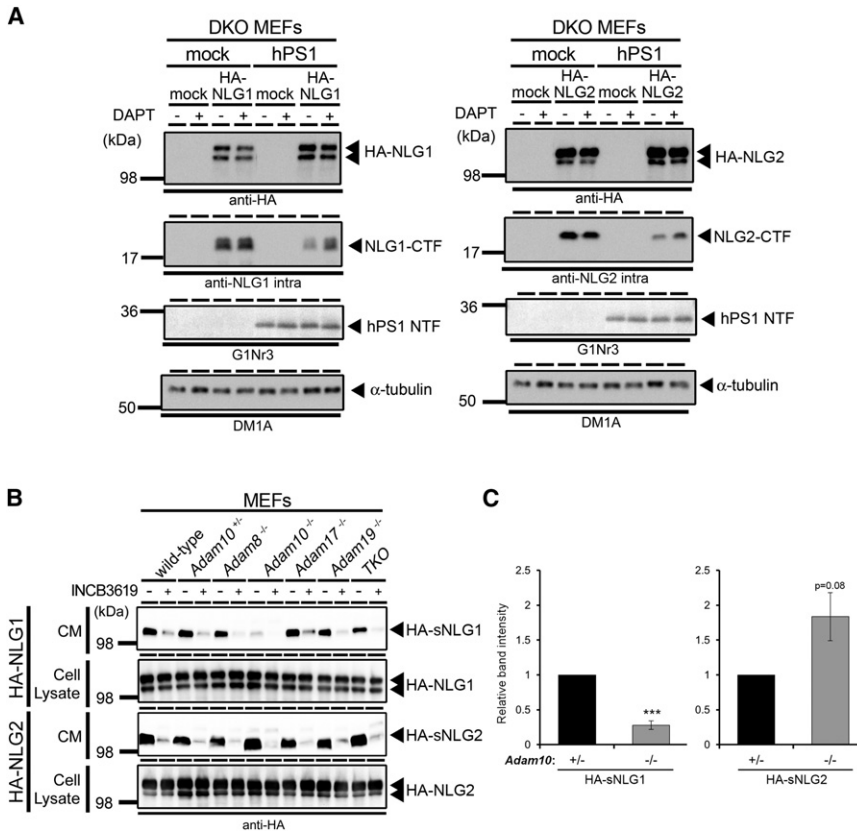 A
DKO MEFs
mock hPS1
mock HA-NLG1 mock HA-NLG1
DAPT - + - + - + - +
(kDa)
HA-NLG1
98
anti-HA
NLG1-CTF
17
anti-NLG1 intra
36
hPS1 NTF
G1Nr3
α-tubulin
50
DM1A
DKO MEFs
mock hPS1
mock HA-NLG2 mock HA-NLG2
DAPT - + - + - + - +
(kDa)
HA-NLG2
98
anti-HA
NLG2-CTF
17
anti-NLG2 intra
36
hPS1 NTF
G1Nr3
α-tubulin
50
DM1A
B
MEFs
wild-type Adam10+/- Adam8-/- Adam10-/- Adam17-/- Adam19-/- TKO
INCB3619 - + - + - + - + - + - + - +
(kDa)
HA-NLG1
CM
98
HA-sNLG1
Cell Lysate
98
HA-NLG1
HA-NLG2
CM
98
HA-sNLG2
Cell Lysate
98
HA-NLG2
anti-HA
C
Relative band intensity
2.5
2
1.5
1
0.5
0
***
Adam10: +/- -/-
HA-sNLG1
2.5
2
1.5
1
0.5
0
p=0.08
+/- -/-
HA-sNLG2